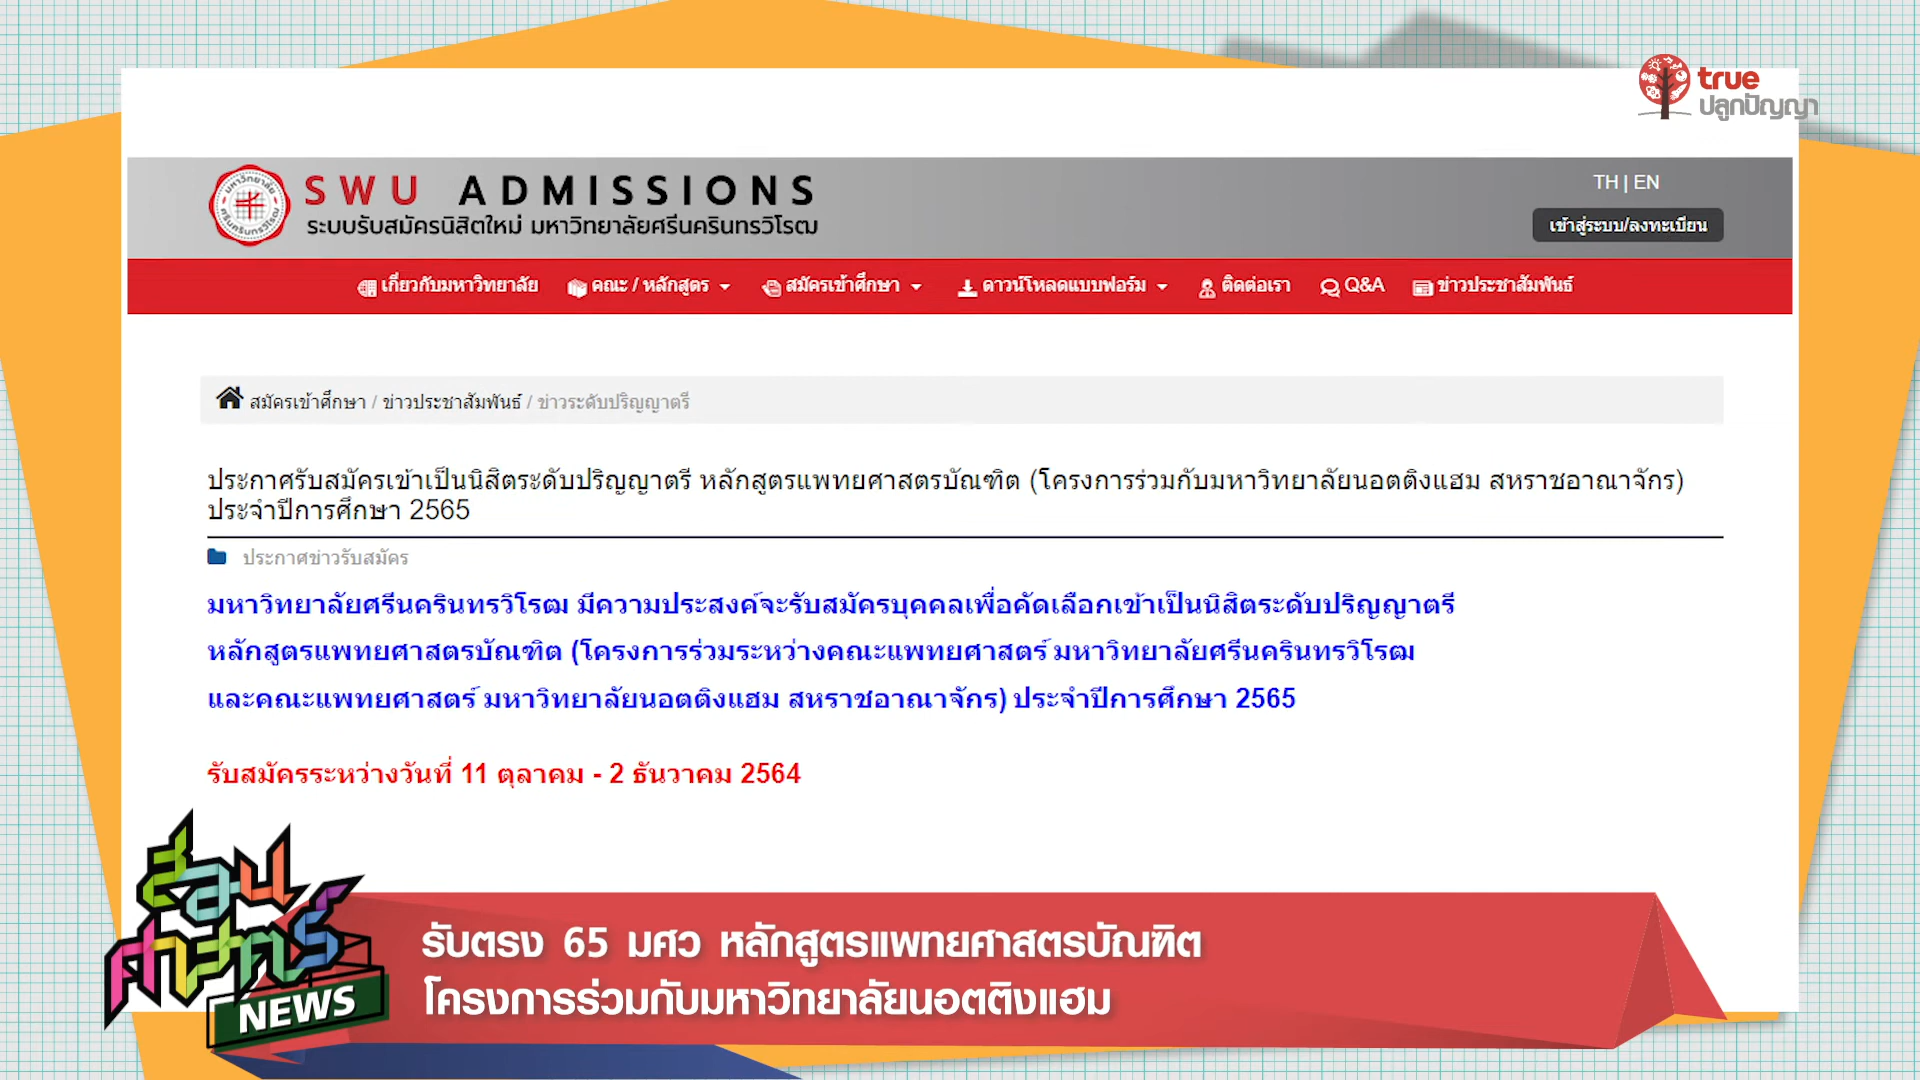 true
ปลูกปัญญา
มหาวิทยาลัย
ศรีนครินทรวิโรฒ
SWU ADMISSIONS
ระบบรับสมัครนิสิตใหม่ มหาวิทยาลัยศรีนครินทรวิโรฒ
TH | EN
เข้าสู่ระบบ/ลงทะเบียน
เกี่ยวกับมหาวิทยาลัย คณะ / หลักสูตร สมัครเข้าศึกษา ดาวน์โหลดแบบฟอร์ม ติดต่อเรา Q&A ข่าวประชาสัมพันธ์
สมัครเข้าศึกษา / ข่าวประชาสัมพันธ์ / ข่าวระดับปริญญาตรี
ประกาศรับสมัครเข้าเป็นนิสิตระดับปริญญาตรี หลักสูตรแพทยศาสตรบัณฑิต (โครงการร่วมกับมหาวิทยาลัยนอตติงแฮม สหราชอาณาจักร)
ประจำปีการศึกษา 2565
ประกาศข่าวรับสมัคร
มหาวิทยาลัยศรีนครินทรวิโรฒ มีความประสงค์จะรับสมัครบุคคลเพื่อคัดเลือกเข้าเป็นนิสิตระดับปริญญาตรี
หลักสูตรแพทยศาสตรบัณฑิต (โครงการร่วมระหว่างคณะแพทยศาสตร์ มหาวิทยาลัยศรีนครินทรวิโรฒ
และคณะแพทยศาสตร์ มหาวิทยาลัยนอตติงแฮม สหราชอาณาจักร) ประจำปีการศึกษา 2565
รับสมัครระหว่างวันที่ 11 ตุลาคม - 2 ธันวาคม 2564
สอน
ศาสตร์
NEWS
รับตรง 65 มศว หลักสูตรแพทยศาสตรบัณฑิต
โครงการร่วมกับมหาวิทยาลัยนอตติงแฮม